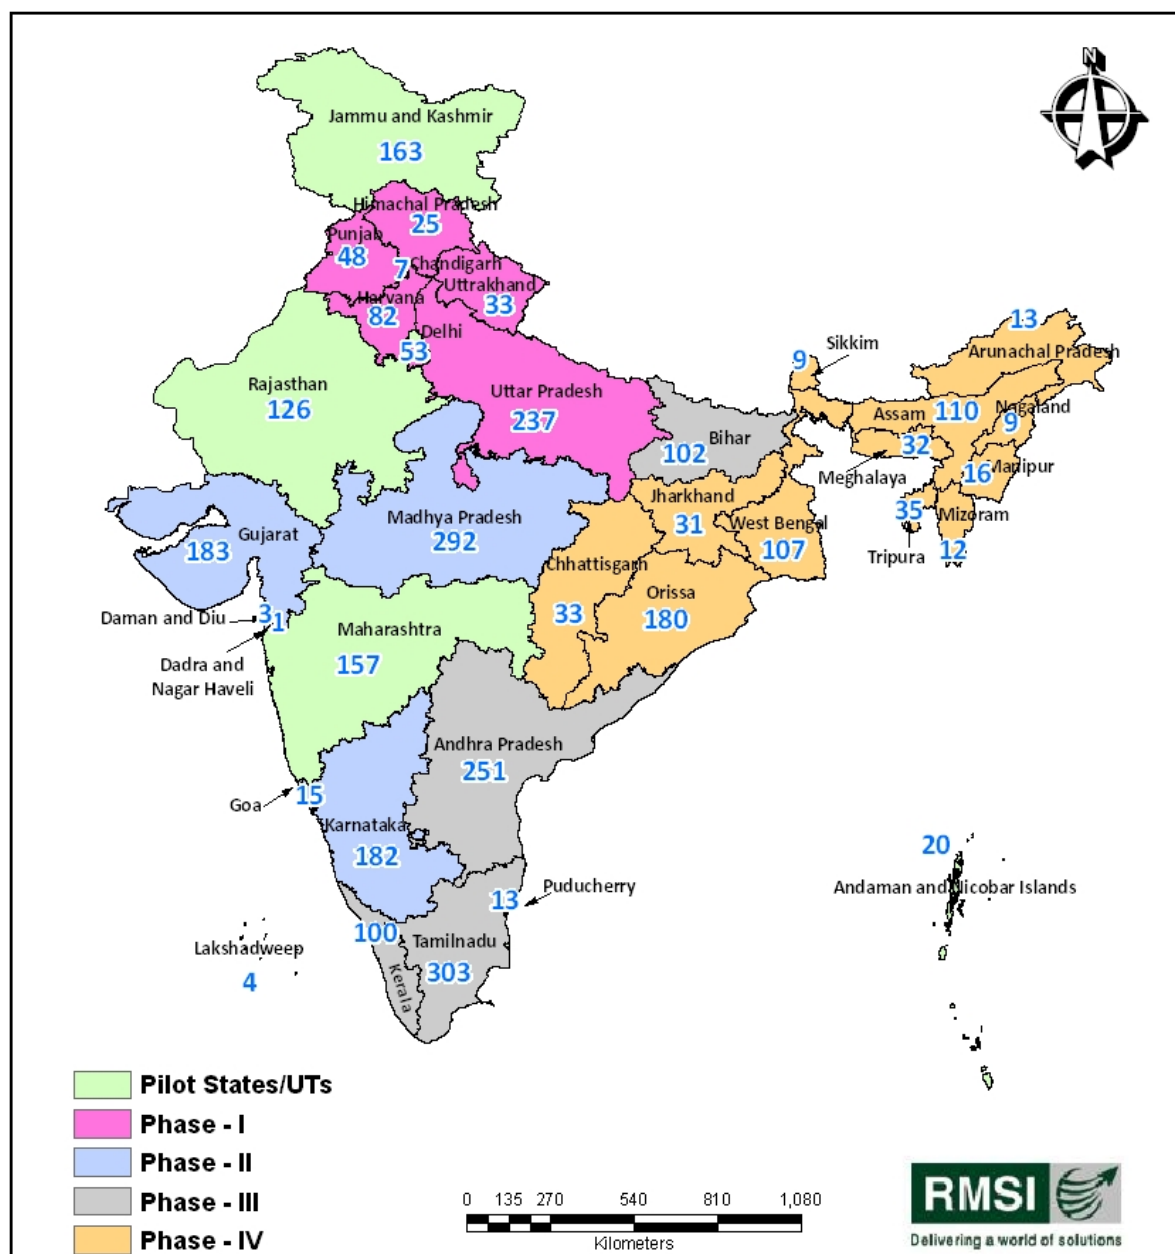 N
Jammu and Kashmir
163
Himachal Pradesh
25
Punjab
48
Chandigarh
7
Uttrakhand
33
Haryana
82
Delhi
53
Rajasthan
126
Uttar Pradesh
237
Bihar
102
Sikkim
9
13
Arunachal Pradesh
Assam
110
Nagaland
9
32
Meghalaya
16
Manipur
35
Tripura
Mizoram
12
Gujarat
183
Madhya Pradesh
292
Jharkhand
31
West Bengal
107
Chhattisgarh
33
Orissa
180
Daman and Diu
3
1
Dadra and
Nagar Haveli
Maharashtra
157
Andhra Pradesh
251
Goa
15
Karnataka
182
Puducherry
13
20
Andaman and Nicobar Islands
Lakshadweep
4
100
Kerala
Tamilnadu
303
Pilot States/UTs
Phase - I
Phase - II
Phase - III
Phase - IV
0 135 270 540 810 1,080
Kilometers
RMSI
Delivering a world of solutions